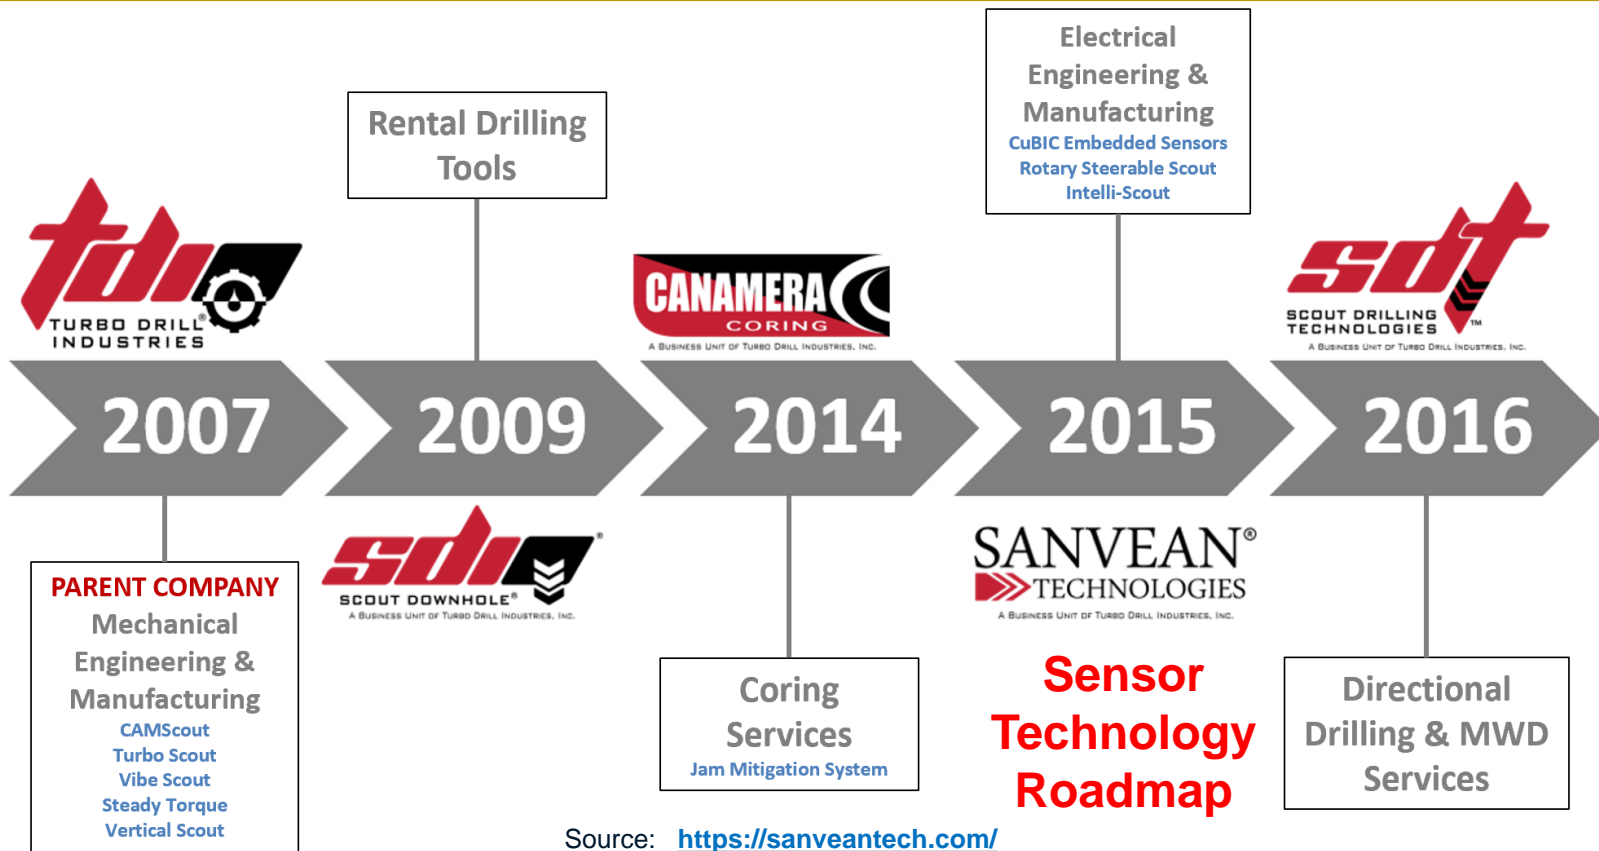 Electrical
Engineering &
Manufacturing
CuBIC Embedded Sensors
Rotary Steerable Scout
Intelli-Scout
Rental Drilling
Tools
tdi
TURBO DRILL®
INDUSTRIES
CANAMERA
CORING
A BUSINESS UNIT OF TURBO DRILL INDUSTRIES, INC.
sdt
SCOUT DRILLING
TECHNOLOGIES ™
A BUSINESS UNIT OF TURBO DRILL INDUSTRIES, INC.
2007
2009
2014
2015
2016
sdi®
SCOUT DOWNHOLE®
A BUSINESS UNIT OF TURBO DRILL INDUSTRIES, INC.
SANVEAN®
TECHNOLOGIES
A BUSINESS UNIT OF TURBO DRILL INDUSTRIES, INC.
PARENT COMPANY
Mechanical
Engineering &
Manufacturing
CAMScout
Turbo Scout
Vibe Scout
Steady Torque
Vertical Scout
Coring
Services
Jam Mitigation System
Sensor
Technology
Roadmap
Directional
Drilling & MWD
Services
Source: https://sanveantech.com/